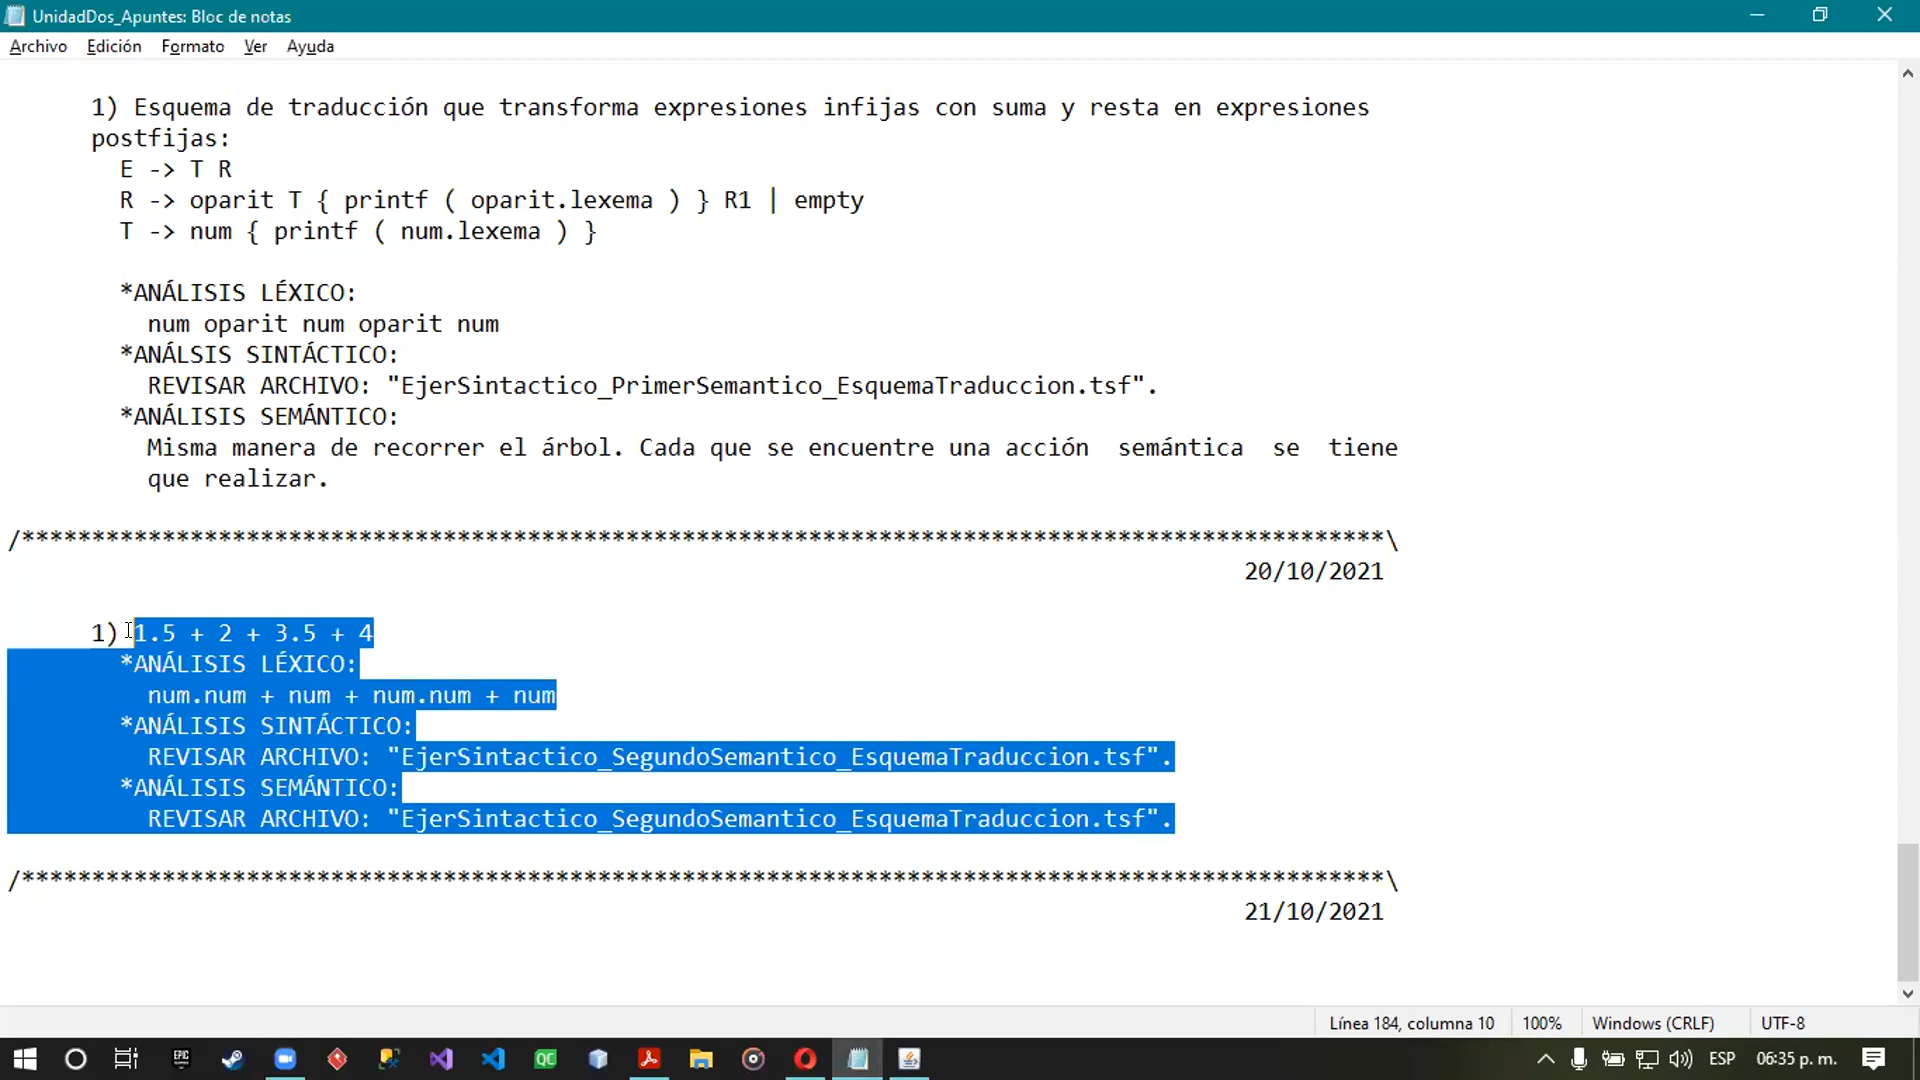 UnidadDos_Apuntes: Bloc de notas
Archivo Edición Formato Ver Ayuda
1) Esquema de traducción que transforma expresiones infijas con suma y resta en expresiones
postfijas:
E -> T R
R -> oparit T { printf ( oparit.lexema ) } R1 | empty
T -> num { printf ( num.lexema ) }
*ANÁLISIS LÉXICO:
num oparit num oparit num
*ANÁLSIS SINTÁCTICO:
REVISAR ARCHIVO: "EjerSintactico_PrimerSemantico_EsquemaTraduccion.tsf".
*ANÁLISIS SEMÁNTICO:
Misma manera de recorrer el árbol. Cada que se encuentre una acción semántica se tiene
que realizar.
/*************************************************************************************************\
20/10/2021
1) 1.5 + 2 + 3.5 + 4
*ANÁLISIS LÉXICO:
num.num + num + num.num + num
*ANÁLISIS SINTÁCTICO:
REVISAR ARCHIVO: "EjerSintactico_SegundoSemantico_EsquemaTraduccion.tsf".
*ANÁLISIS SEMÁNTICO:
REVISAR ARCHIVO: "EjerSintactico_SegundoSemantico_EsquemaTraduccion.tsf".
/*************************************************************************************************\
21/10/2021
Línea 184, columna 10 100% Windows (CRLF) UTF-8
EPIC QC ESP 06:35 p. m.